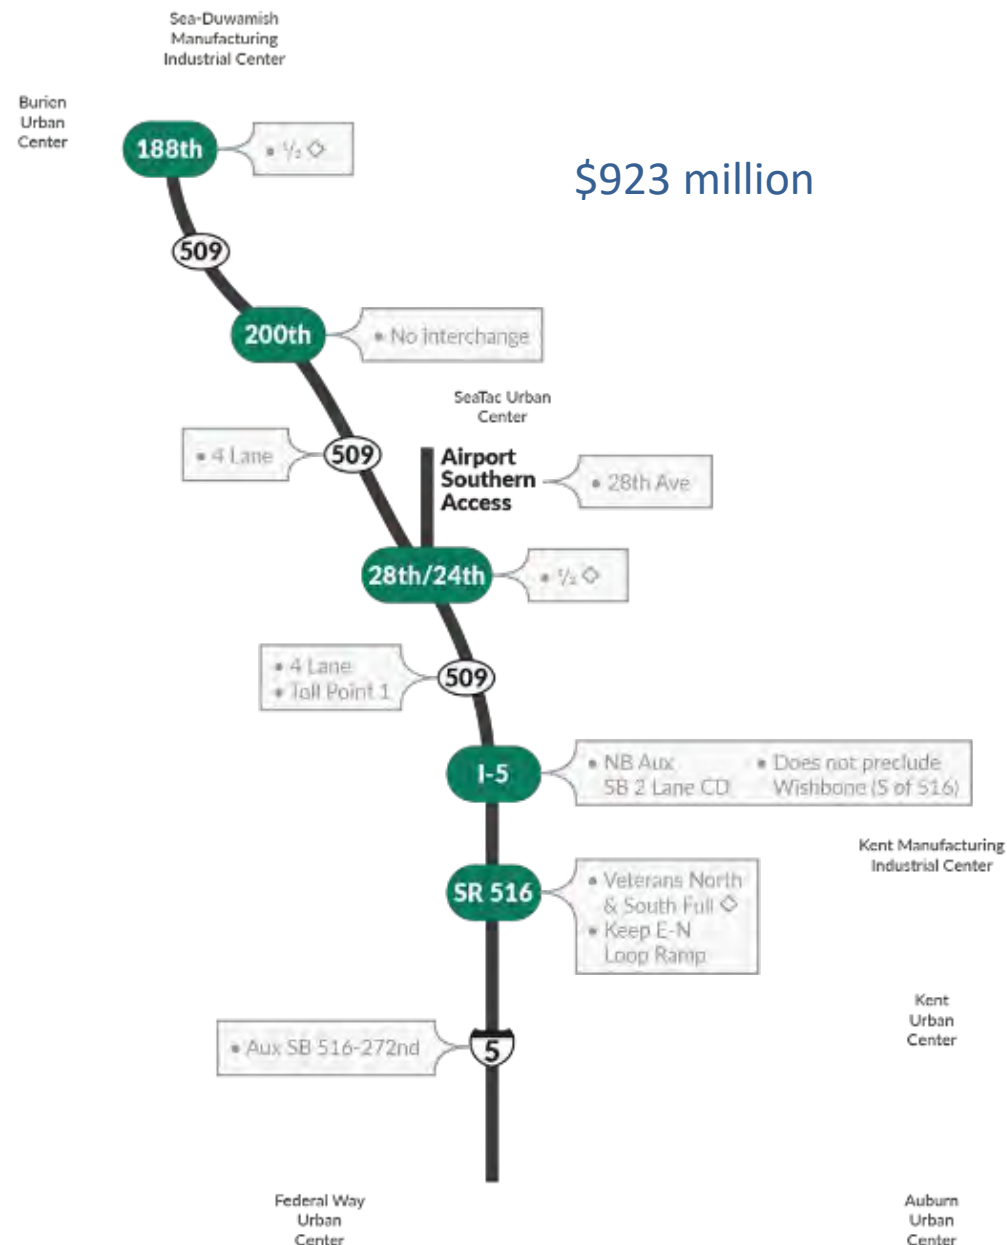 Sea-Duwamish
Manufacturing
Industrial Center
Burien
Urban
Center
188th
• ½ ◇
$923 million
509
200th
• No interchange
SeaTac Urban
Center
• 4 Lane
509
Airport
Southern
Access
• 28th Ave
28th/24th
• ½ ◇
• 4 Lane
• Toll Point 1
509
I-5
• NB Aux
SB 2 Lane CD
• Does not preclude
Wishbone (S of 516)
Kent Manufacturing
Industrial Center
SR 516
• Veterans North
& South Full ◇
• Keep E-N
Loop Ramp
Kent
Urban
Center
• Aux SB 516-272nd
5
Federal Way
Urban
Center
Auburn
Urban
Center